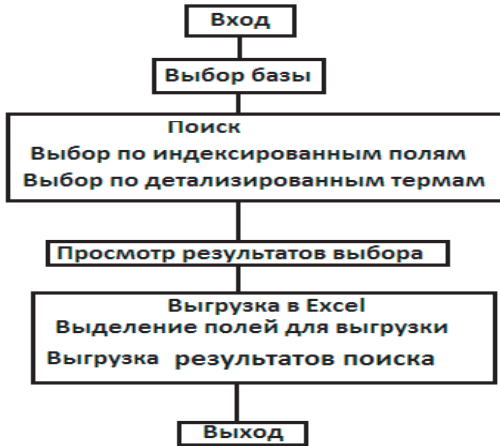 Вход
Выбор базы
Поиск
Выбор по индексированным полям
Выбор по детализированным термам
Просмотр результатов выбора
Выгрузка в Excel
Выделение полей для выгрузки
Выгрузка результатов поиска
Выход